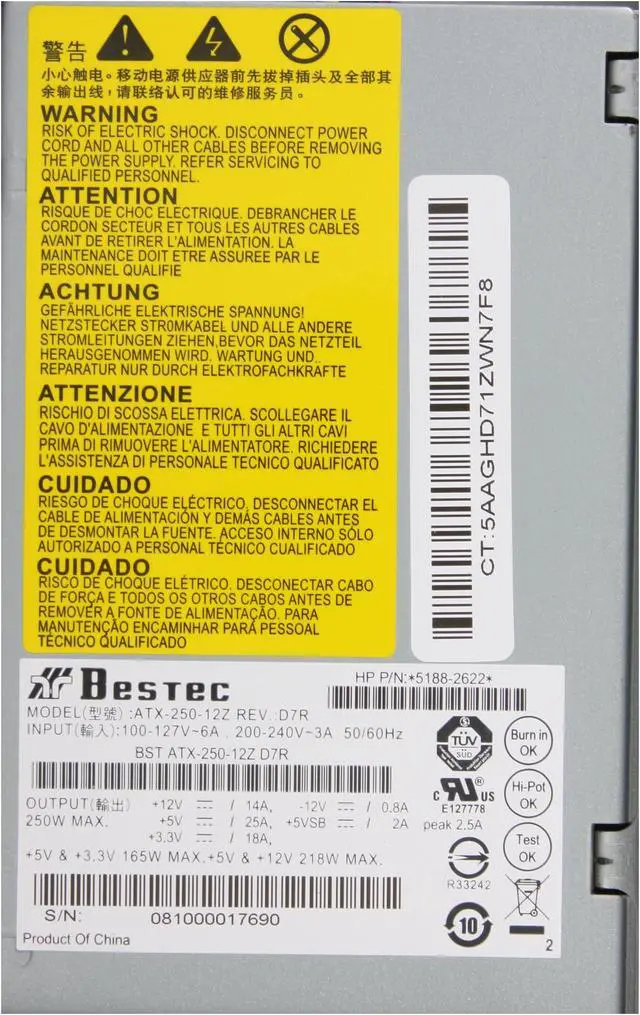 警告
小心触电。移动电源供应器前先拔掉插头及全部其
余输出线，请联络认可的维修服务员。
WARNING
RISK OF ELECTRIC SHOCK. DISCONNECT POWER
CORD AND ALL OTHER CABLES BEFORE REMOVING
THE POWER SUPPLY. REFER SERVICING TO
QUALIFIED PERSONNEL.
ATTENTION
RISQUE DE CHOC ELECTRIQUE. DEBRANCHER LE
CORDON SECTEUR ET TOUS LES AUTRES CABLES
AVANT DE RETIRER L'ALIMENTATION. LA
MAINTENANCE DOIT ETRE ASSUREE PAR LE
PERSONNEL QUALIFIE
ACHTUNG
GEFÄHRLICHE ELEKTRISCHE SPANNUNG!
NETZSTECKER STR0MKABEL UND ALLE ANDERE
STROMLEITUNGEN ZIEHEN,BEVOR DAS NETZTEIL
HERAUSGENOMMEN WIRD. WARTUNG UND..
REPARATUR NUR DURCH ELEKTROFACHKRÄFTE
ATTENZIONE
RISCHIO DI SCOSSA ELETTRICA. SCOLLEGARE IL
CAVO D'ALIMENTAZIONE E TUTTI GLI ALTRI CAVI
PRIMA DI RIMUOVERE L'ALIMENTATORE. RICHIEDERE
L'ASSISTENZA DI PERSONALE TECNICO QUALIFICATO
CUIDADO
RIESGO DE CHOQUE ELÉCTRICO, DESCONECTAR EL
CABLE DE ALIMENTACIÓN Y DEMÁS CABLES ANTES
DE DESMONTAR LA FUENTE. ACCESO INTERNO SÓLO
AUTORIZADO A PERSONAL TÉCNICO CUALIFICADO
CUIDADO
RISCO DE CHOQUE ELÉTRICO. DESCONECTAR CABO
DE FORÇA E TODOS OS OTROS CABOS ANTES DE
REMOVÉR A FONTE DE ALIMENTAÇÃO. PARA
MANUTENÇÃO ENCAMINHAR PARÁ PESSOAL
TÉCNICO QUALIFICADO
CT:5AAGHD71ZWN7F8
BESTEC
HP P/N:*5188-2622*
MODEL(型號):ATX-250-12Z REV.:D7R
INPUT(輸入):100-127V~6A . 200-240V~3A 50/60Hz
BST ATX-250-12Z D7R
OUTPUT(輸出) +12V ⎓ / 14A, -12V ⎓ / 0.8A
250W MAX. +5V ⎓ / 25A, +5VSB ⎓ / 2A peak 2.5A
+3.3V ⎓ / 18A,
+5V & +3.3V 165W MAX.+5V & +12V 218W MAX.
S/N: 081000017690
Product Of China
TÜV
SÜD
Burn in
OK
C RU US
®
E127778
Hi-Pot
OK
R33242
Test
OK
10
2